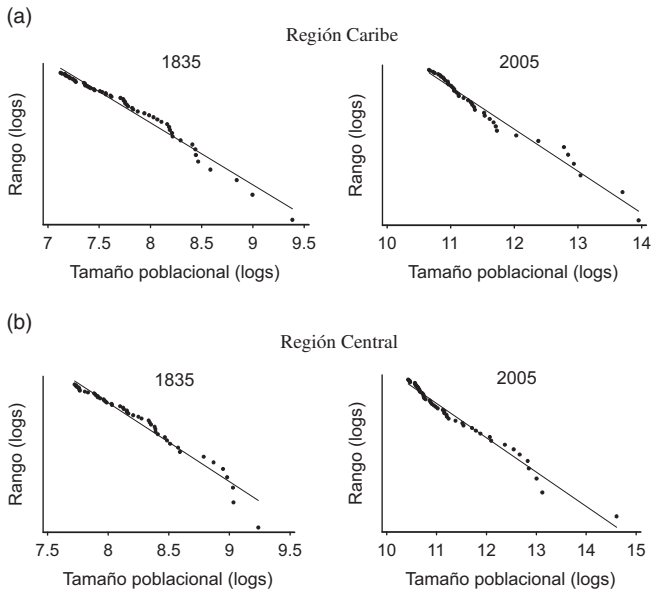 (a)
Región Caribe
1835
2005
Rango (logs)
Rango (logs)
7 7.5 8 8.5 9 9.5
10 11 12 13 14
Tamaño poblacional (logs)
Tamaño poblacional (logs)
(b)
Región Central
1835
2005
Rango (logs)
Rango (logs)
7.5 8 8.5 9 9.5
10 11 12 13 14 15
Tamaño poblacional (logs)
Tamaño poblacional (logs)